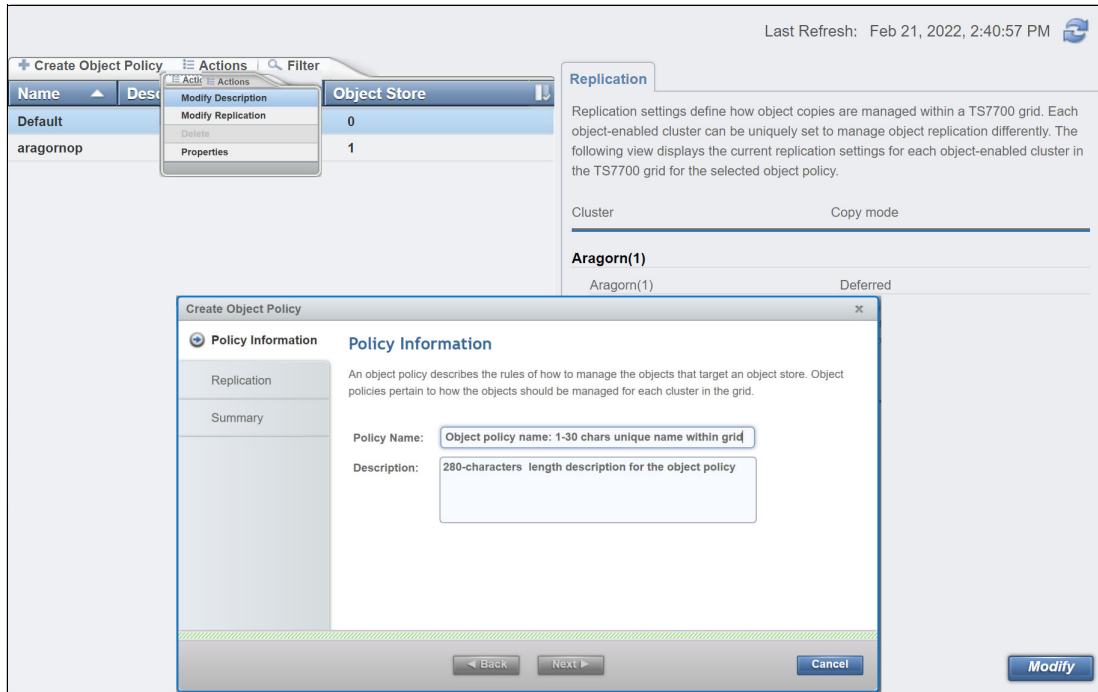 Last Refresh: Feb 21, 2022, 2:40:57 PM
Create Object Policy Actions Filter
Actions
Name Object Store
Modify Description
Modify Replication
Delete
Properties
Default 0
aragornop 1
Replication
Replication settings define how object copies are managed within a TS7700 grid. Each
object-enabled cluster can be uniquely set to manage object replication differently. The
following view displays the current replication settings for each object-enabled cluster in
the TS7700 grid for the selected object policy.
Cluster Copy mode
Aragorn(1)
Aragorn(1) Deferred
Create Object Policy x
Policy Information
Replication
Summary
Policy Information
An object policy describes the rules of how to manage the objects that target an object store. Object
policies pertain to how the objects should be managed for each cluster in the grid.
Policy Name: Object policy name: 1-30 chars unique name within grid
Description: 280-characters length description for the object policy
Back Next Cancel
Modify